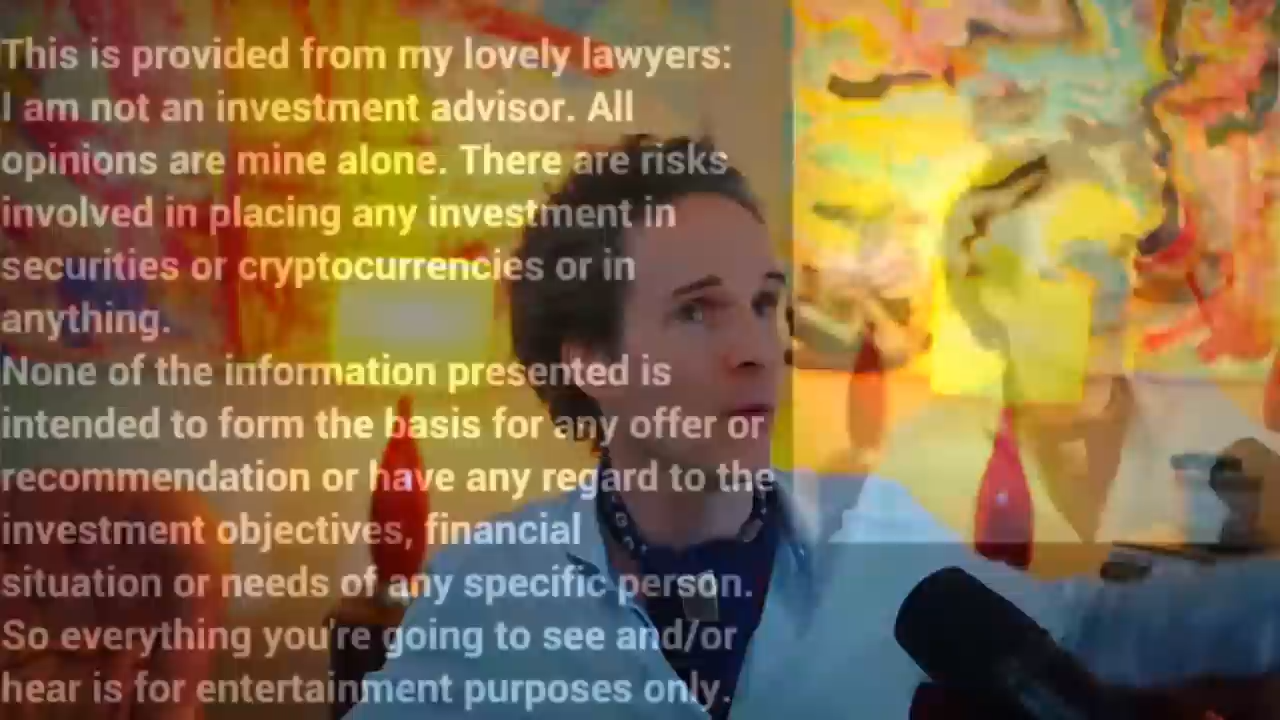 This is provided from my lovely lawyers:
I am not an investment advisor. All
opinions are mine alone. There are risks
involved in placing any investment in
securities or cryptocurrencies or in
anything.
None of the information presented is
intended to form the basis for any offer or
recommendation or have any regard to the
investment objectives, financial
situation or needs of any specific person.
So everything you're going to see and/or
hear is for entertainment purposes only.